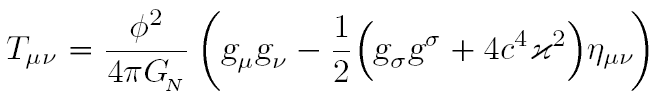 T_{\mu\nu} = \frac{\phi^2}{4\pi G_N} \left( g_\mu g_\nu - \frac{1}{2} \left( g_\sigma g^\sigma + 4c^4 \varkappa^2 \right) \eta_{\mu\nu} \right)